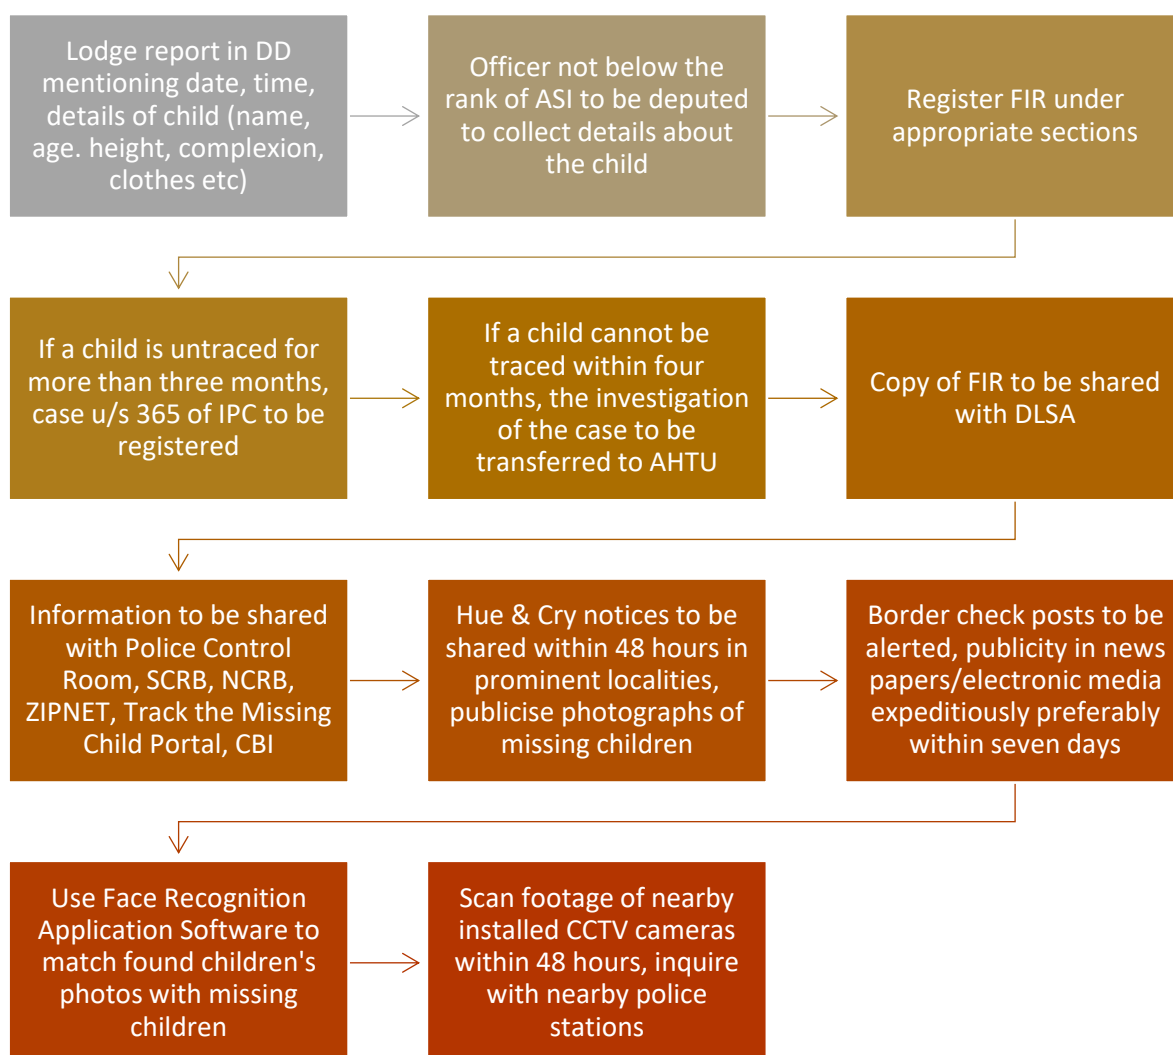 Lodge report in DD
mentioning date, time,
details of child (name,
age. height, complexion,
clothes etc)
Officer not below the
rank of ASI to be deputed
to collect details about
the child
Register FIR under
appropriate sections
If a child is untraced for
more than three months,
case u/s 365 of IPC to be
registered
If a child cannot be
traced within four
months, the investigation
of the case to be
transferred to AHTU
Copy of FIR to be shared
with DLSA
Information to be shared
with Police Control
Room, SCRB, NCRB,
ZIPNET, Track the Missing
Child Portal, CBI
Hue & Cry notices to be
shared within 48 hours in
prominent localities,
publicise photographs of
missing children
Border check posts to be
alerted, publicity in news
papers/electronic media
expeditiously preferably
within seven days
Use Face Recognition
Application Software to
match found children's
photos with missing
children
Scan footage of nearby
installed CCTV cameras
within 48 hours, inquire
with nearby police
stations